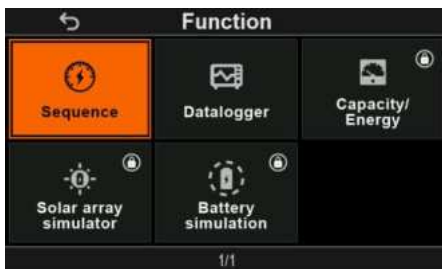 Function
Sequence
Datalogger
Capacity/
Energy
Solar array
simulator
Battery
simulation
1/1